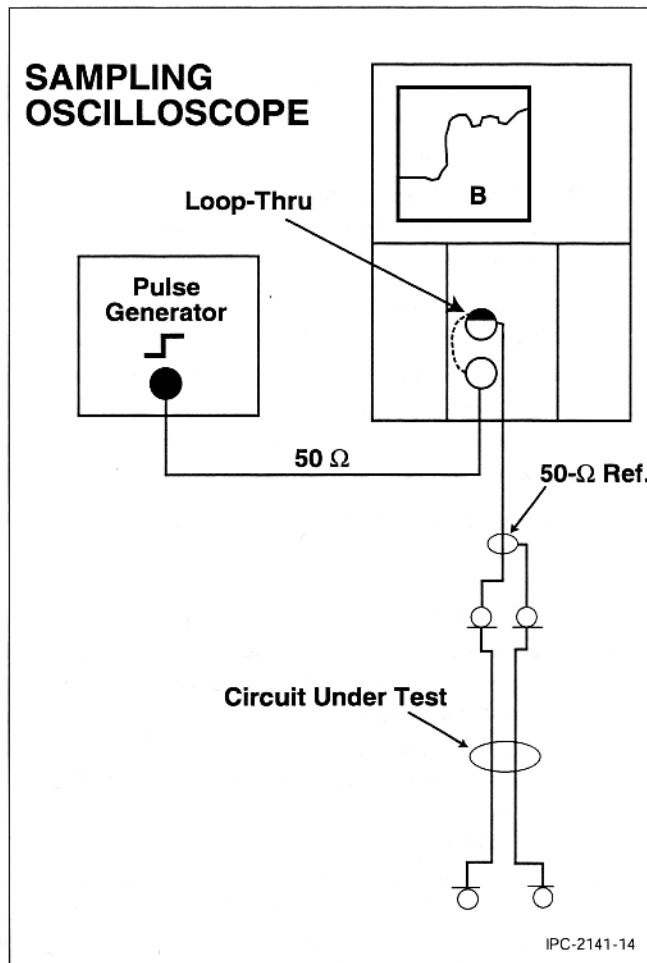 SAMPLING
OSCILLOSCOPE
B
Loop-Thru
Pulse
Generator
50 Ω
50-Ω Ref.
Circuit Under Test
IPC-2141-14